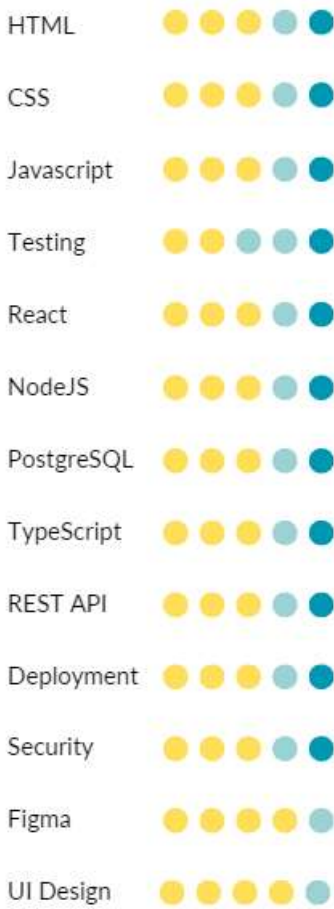 HTML
CSS
Javascript
Testing
React
NodeJS
PostgreSQL
TypeScript
REST API
Deployment
Security
Figma
UI Design